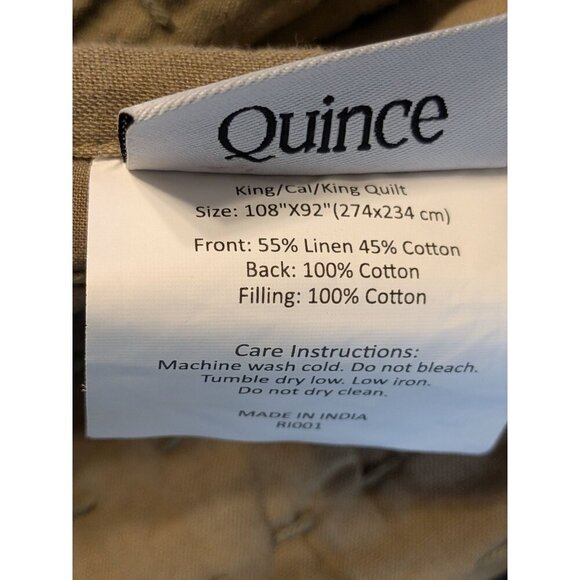 Quince
King/Cal/King Quilt
Size: 108"X92"(274x234 cm)
Front: 55% Linen 45% Cotton
Back: 100% Cotton
Filling: 100% Cotton
Care Instructions:
Machine wash cold. Do not bleach.
Tumble dry low. Low iron.
Do not dry clean.
MADE IN INDIA
RI001